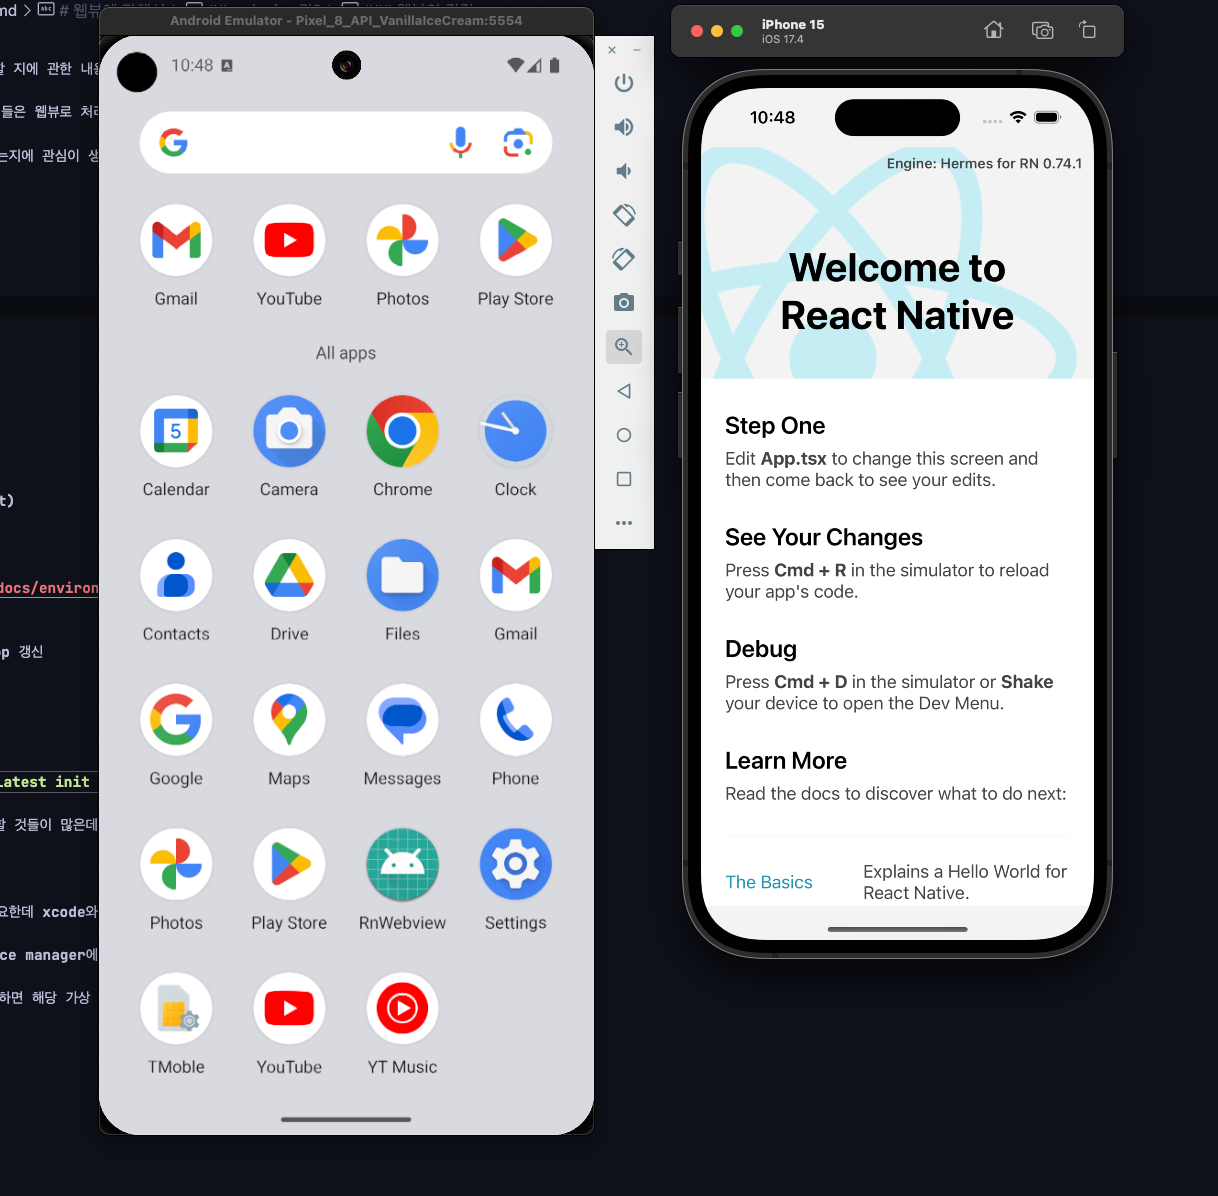 md >
할 지에 관한 내용
들은 웹뷰로 처리
는지에 관심이 생
t)
docs/environ
op 갱신
latest init
할 것들이 많은데
요한데 xcode와
ce manager에
하면 해당 가상
Android Emulator - Pixel_8_API_VanillaIceCream:5554
10:48
Gmail
YouTube
Photos
Play Store
All apps
5
Calendar
Camera
Chrome
Clock
Contacts
Drive
Files
Gmail
Google
Maps
Messages
Phone
Photos
Play Store
RnWebview
Settings
TMoble
YouTube
YT Music
iPhone 15
iOS 17.4
10:48
Engine: Hermes for RN 0.74.1
Welcome to
React Native
Step One
Edit App.tsx to change this screen and
then come back to see your edits.
See Your Changes
Press Cmd + R in the simulator to reload
your app's code.
Debug
Press Cmd + D in the simulator or Shake
your device to open the Dev Menu.
Learn More
Read the docs to discover what to do next:
The Basics
Explains a Hello World for
React Native.